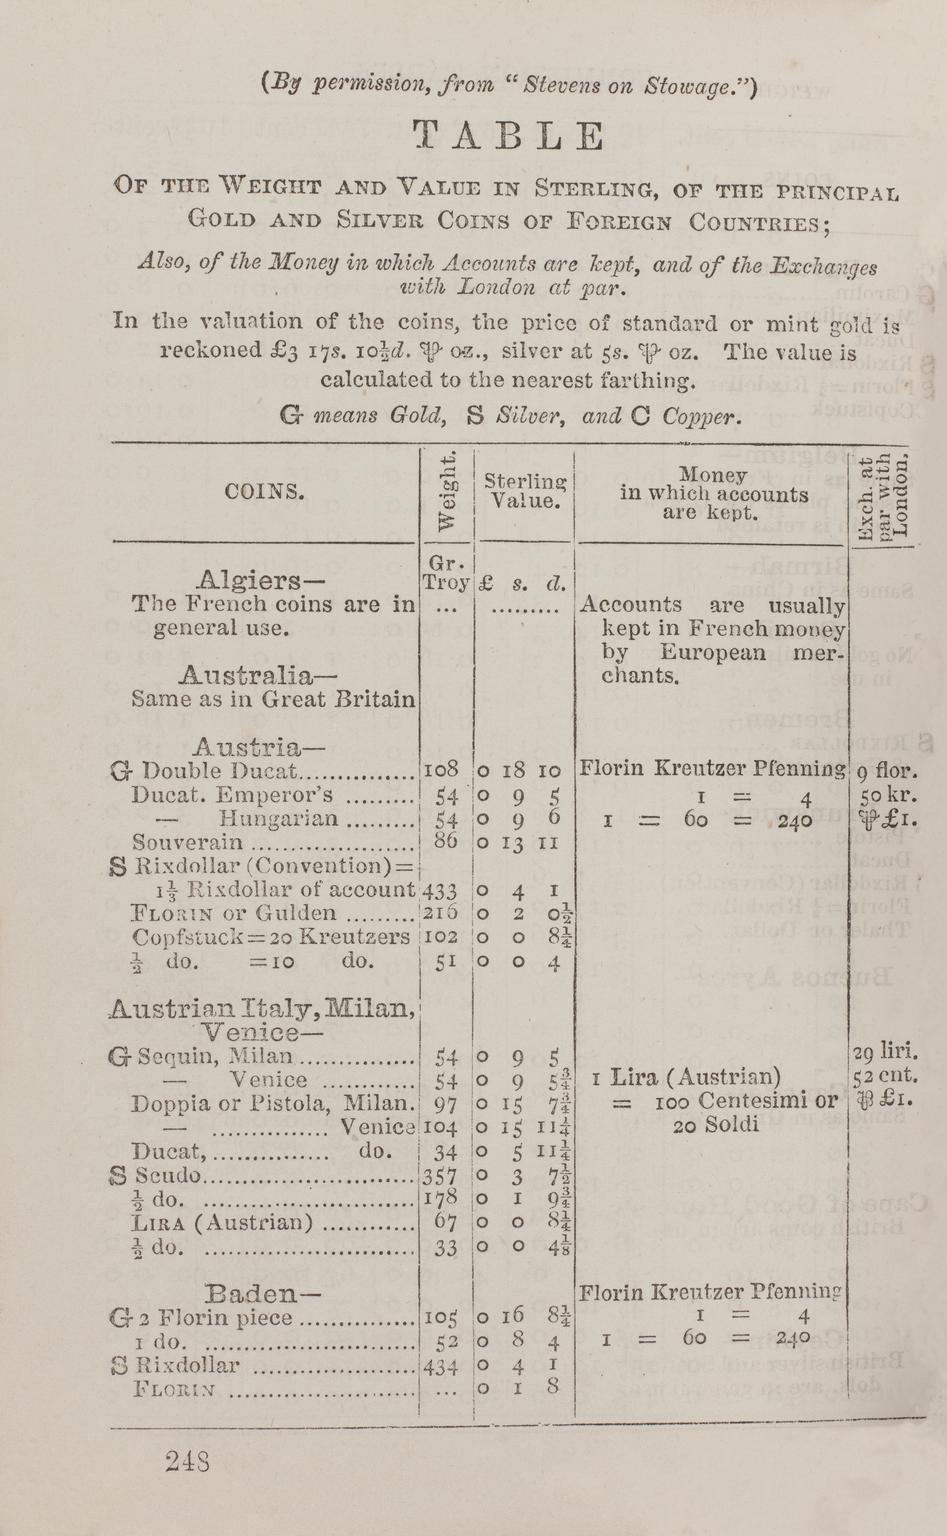 (By permission, from “Stevens on Stowage.”)
TABLE
OF THE WEIGHT AND VALUE IN STERLING, OF THE PRINCIPAL
GOLD AND SILVER COINS OF FOREIGN COUNTRIES;
Also, of the Money in which Accounts are kept, and of the Exchanges
with London at par.
In the valuation of the coins, the price of standard or mint gold is
reckoned £3 17s. 10½d. ⅌ oz., silver at 5s. ⅌ oz. The value is
calculated to the nearest farthing.
G means Gold, S Silver, and C Copper.
COINS. Weight. Sterling Value. Money in which accounts are kept. Exch. at par with London,
Gr. Troy £ s. d.
Algiers—
The French coins are in ... ......... Accounts are usually
general use. kept in French money
by European mer-
chants.
Australia—
Same as in Great Britain
Austria—
G Double Ducat............... 108 0 18 10 Florin Kreutzer Pfenning 9 flor.
Ducat. Emperor's ......... 54 0 9 5 1 = 4 50 kr.
— Hungarian ......... 54 0 9 6 1 = 60 = 240 ⅌ £1.
Souverain ...................... 86 0 13 11
S Rixdollar (Convention) =
1⅓ Rixdollar of account 433 0 4 1
FLORIN or Gulden ......... 216 0 2 0½
Copfstuck = 20 Kreutzers 102 0 0 8¼
½ do. = 10 do. 51 0 0 4
Austrian Italy, Milan,
Venice—
G Sequin, Milan ............... 54 0 9 5 29 liri.
— Venice ............ 54 0 9 5¾ 1 Lira (Austrian) 52 cnt.
Doppia or Pistola, Milan. 97 0 15 7¾ = 100 Centesimi or ⅌ £1.
— ............... Venice 104 0 15 11¼ 20 Soldi
Ducat, ............... do. 34 0 5 11¼
S Scudo........................... 357 0 3 7½
½ do. ........................... 178 0 1 9¾
LIRA (Austrian) ............ 67 0 0 8¼
½ do. ........................... 33 0 0 4⅛
Baden—
G 2 Florin piece ............... 105 0 16 8¼ Florin Kreutzer Pfenning
1 do. ........................... 52 0 8 4 1 = 4
S Rixdollar ..................... 434 0 4 1 1 = 60 = 240
FLORIN ........................ ... 0 1 8
248